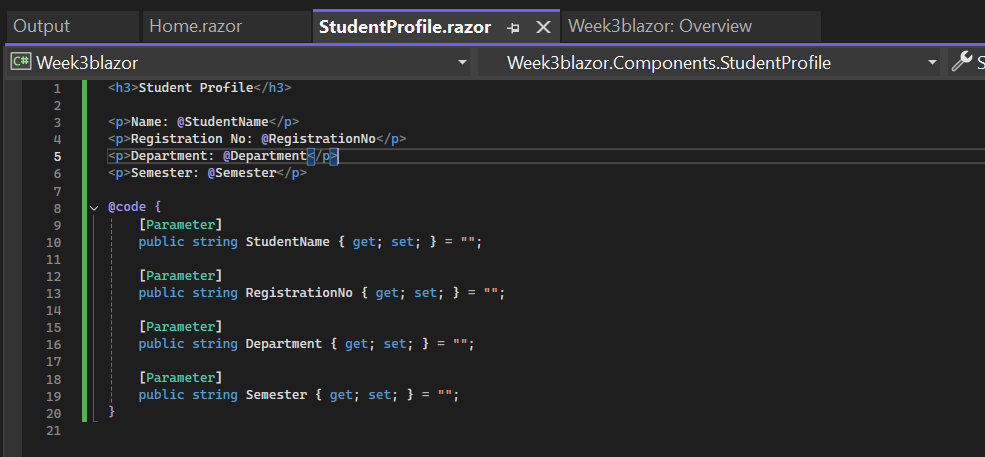 Output Home.razor StudentProfile.razor Week3blazor: Overview
C# Week3blazor Week3blazor.Components.StudentProfile S
1 <h3>Student Profile</h3>
2
3 <p>Name: @StudentName</p>
4 <p>Registration No: @RegistrationNo</p>
5 <p>Department: @Department</p>
6 <p>Semester: @Semester</p>
7
8 @code {
9 [Parameter]
10 public string StudentName { get; set; } = "";
11
12 [Parameter]
13 public string RegistrationNo { get; set; } = "";
14
15 [Parameter]
16 public string Department { get; set; } = "";
17
18 [Parameter]
19 public string Semester { get; set; } = "";
20 }
21